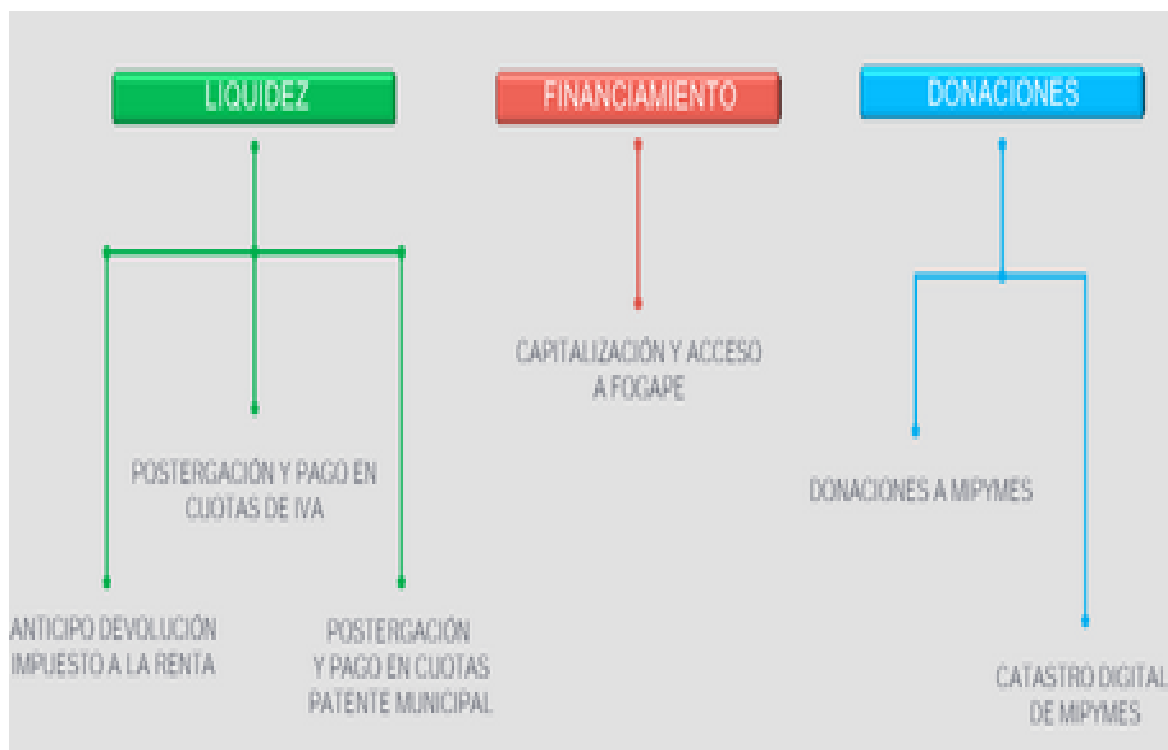 LIQUIDEZ
POSTERGACIÓN Y PAGO EN
CUOTAS DE IVA
ANTICIPO DEVOLUCIÓN
IMPUESTO A LA RENTA
POSTERGACIÓN
Y PAGO EN CUOTAS
PATENTE MUNICIPAL
FINANCIAMIENTO
CAPITALIZACIÓN Y ACCESO
A FOGAPE
DONACIONES
DONACIONES A MIPYMES
CATASTRO DIGITAL
DE MIPYMES